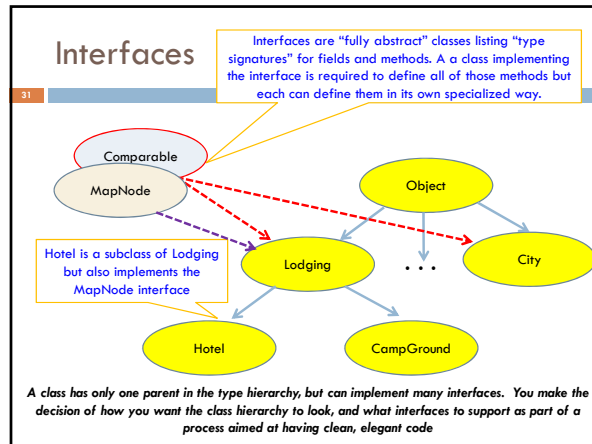 Interfaces
Interfaces are “fully abstract” classes listing “type
signatures” for fields and methods. A a class implementing
the interface is required to define all of those methods but
each can define them in its own specialized way.
31
Comparable
MapNode
Object
Hotel is a subclass of Lodging
but also implements the
MapNode interface
Lodging
. . .
City
Hotel
CampGround
A class has only one parent in the type hierarchy, but can implement many interfaces. You make the
decision of how you want the class hierarchy to look, and what interfaces to support as part of a
process aimed at having clean, elegant code